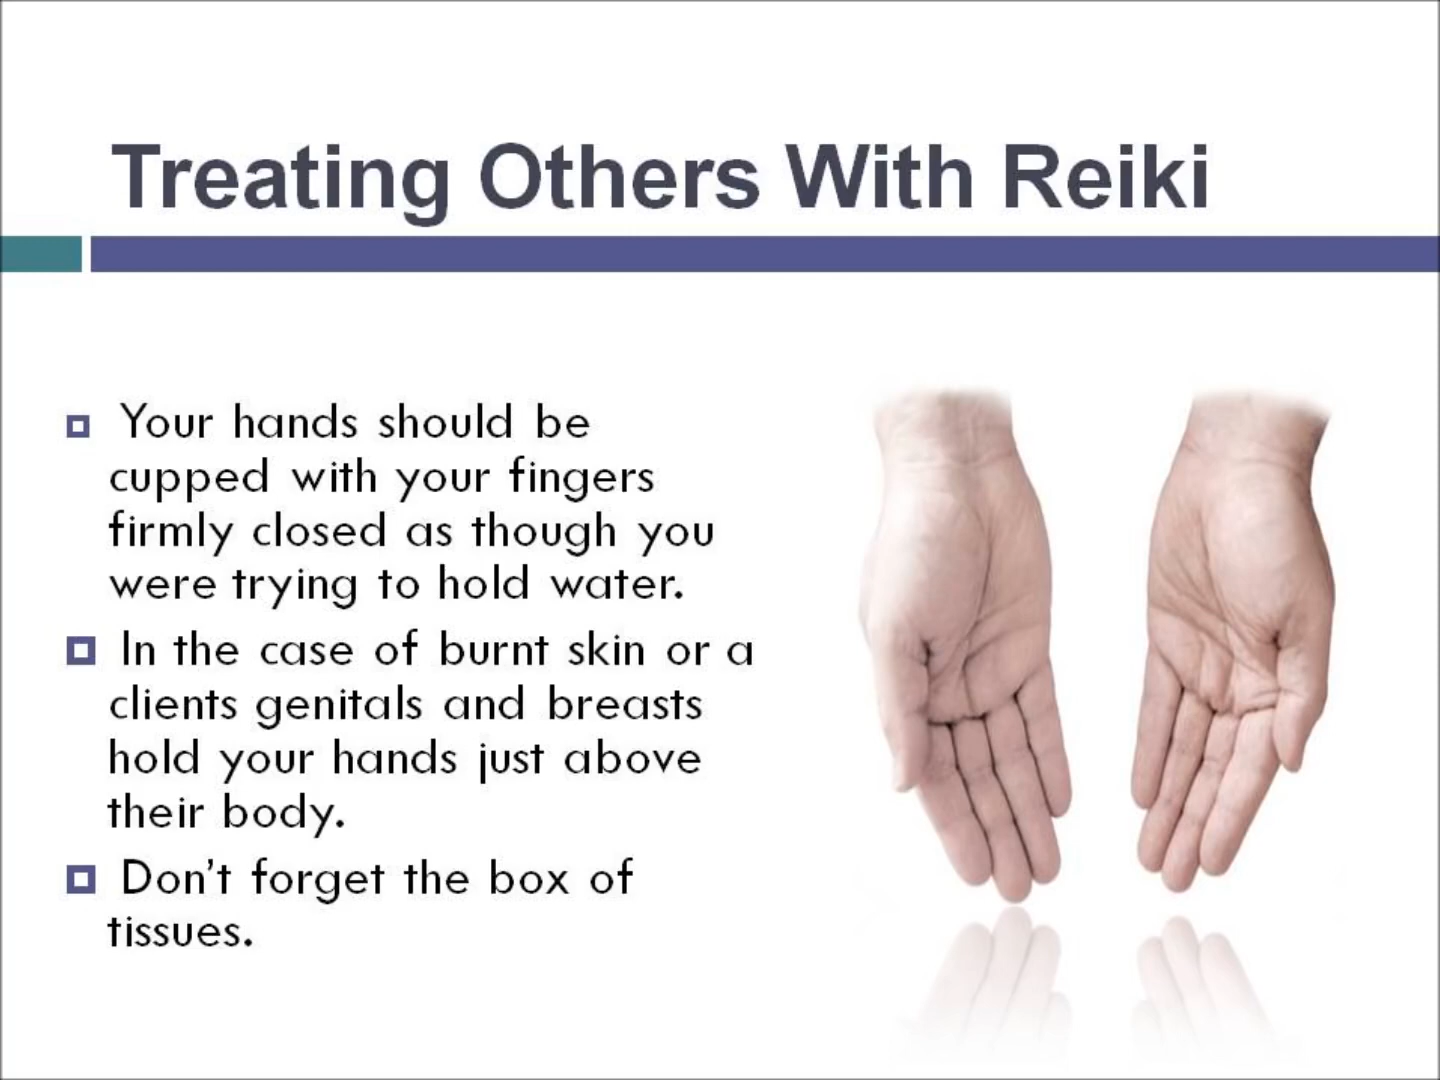 Treating Others With Reiki
Your hands should be
cupped with your fingers
firmly closed as though you
were trying to hold water.
In the case of burnt skin or a
clients genitals and breasts
hold your hands just above
their body.
Don't forget the box of
tissues.